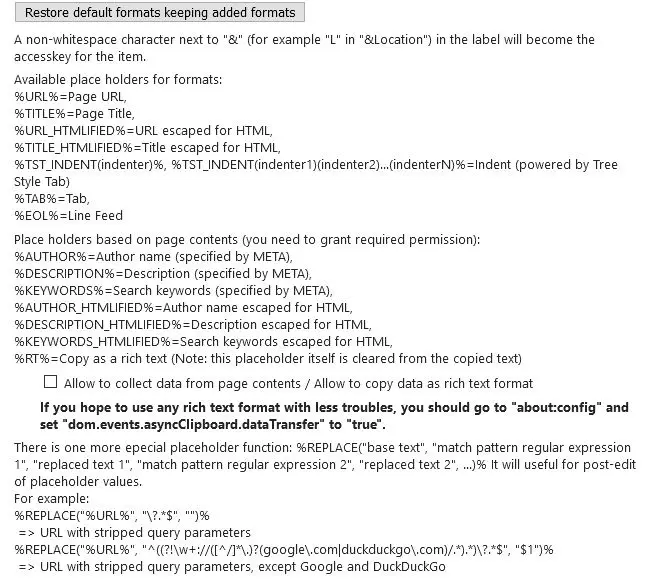 Restore default formats keeping added formats
A non-whitespace character next to "&" (for example "L" in "&Location") in the label will become the
accesskey for the item.
Available place holders for formats:
%URL%=Page URL,
%TITLE%=Page Title,
%URL_HTMLIFIED%=URL escaped for HTML,
%TITLE_HTMLIFIED%=Title escaped for HTML,
%TST_INDENT(indenter)%, %TST_INDENT(indenter1)(indenter2)...(indenterN)%=Indent (powered by Tree
Style Tab)
%TAB%=Tab,
%EOL%=Line Feed
Place holders based on page contents (you need to grant required permission):
%AUTHOR%=Author name (specified by META),
%DESCRIPTION%=Description (specified by META),
%KEYWORDS%=Search keywords (specified by META),
%AUTHOR_HTMLIFIED%=Author name escaped for HTML,
%DESCRIPTION_HTMLIFIED%=Description escaped for HTML,
%KEYWORDS_HTMLIFIED%=Search keywords escaped for HTML,
%RT%=Copy as a rich text (Note: this placeholder itself is cleared from the copied text)
Allow to collect data from page contents / Allow to copy data as rich text format
If you hope to use any rich text format with less troubles, you should go to "about:config" and
set "dom.events.asyncClipboard.dataTransfer" to "true".
There is one more epecial placeholder function: %REPLACE("base text", "match pattern regular expression
1", "replaced text 1", "match pattern regular expression 2", "replaced text 2", ...)% It will useful for post-edit
of placeholder values.
For example:
%REPLACE("%URL%", "\?.*$", "")%
=> URL with stripped query parameters
%REPLACE("%URL%", "^((?!\w+://([^/]*\.)?(google\.com|duckduckgo\.com)/.*).*)\?.*$", "$1")%
=> URL with stripped query parameters, except Google and DuckDuckGo